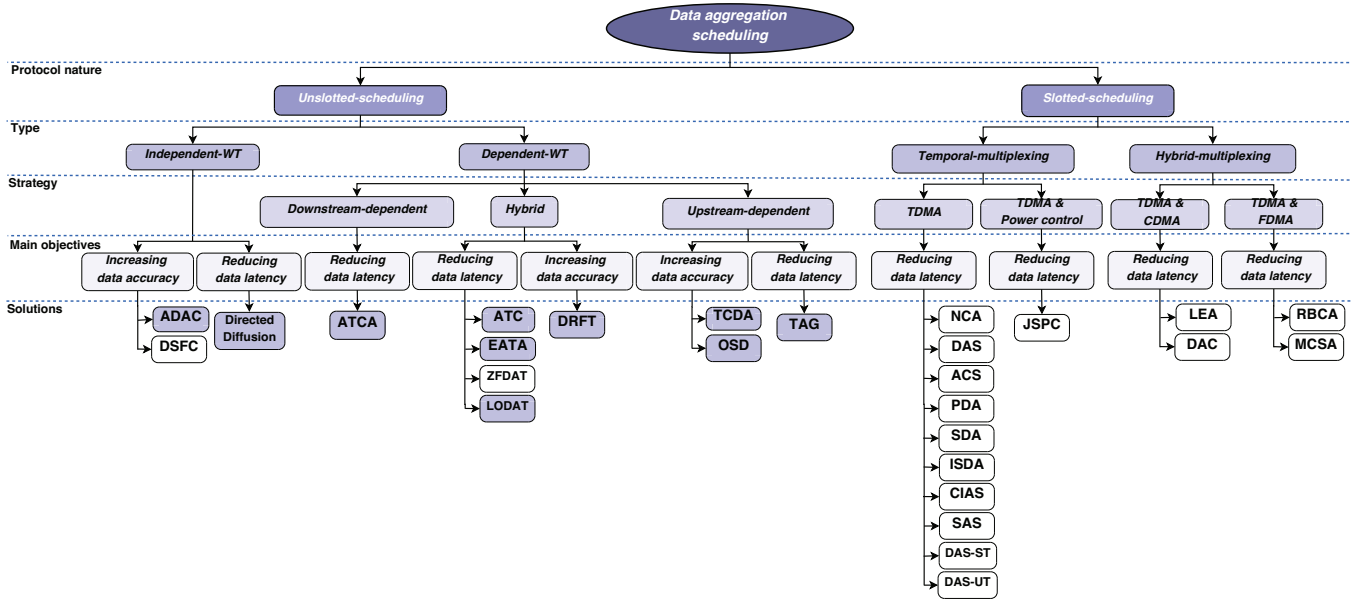 Data aggregation
scheduling
Protocol nature
Unslotted-scheduling
Slotted-scheduling
Type
Independent-WT
Dependent-WT
Temporal-multiplexing
Hybrid-multiplexing
Strategy
Downstream-dependent
Hybrid
Upstream-dependent
TDMA
TDMA &
Power control
TDMA &
CDMA
TDMA &
FDMA
Main objectives
Increasing
data accuracy
Reducing
data latency
Reducing
data latency
Reducing
data latency
Increasing
data accuracy
Increasing
data accuracy
Reducing
data latency
Reducing
data latency
Reducing
data latency
Reducing
data latency
Reducing
data latency
Solutions
ADAC
DSFC
Directed
Diffusion
ATCA
ATC
EATA
ZFDAT
LODAT
DRFT
TCDA
OSD
TAG
NCA
DAS
ACS
PDA
SDA
ISDA
CIAS
SAS
DAS-ST
DAS-UT
JSPC
LEA
DAC
RBCA
MCSA